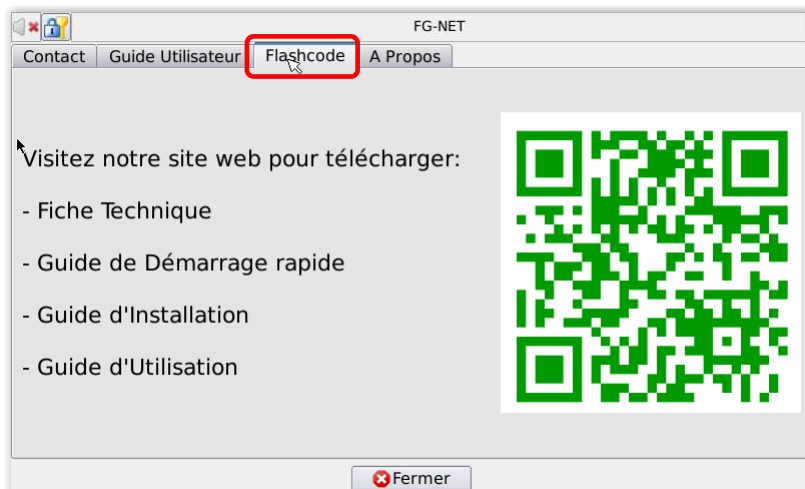 FG-NET
Contact Guide Utilisateur Flashcode A Propos
Visitez notre site web pour télécharger:
- Fiche Technique
- Guide de Démarrage rapide
- Guide d'Installation
- Guide d'Utilisation
Fermer